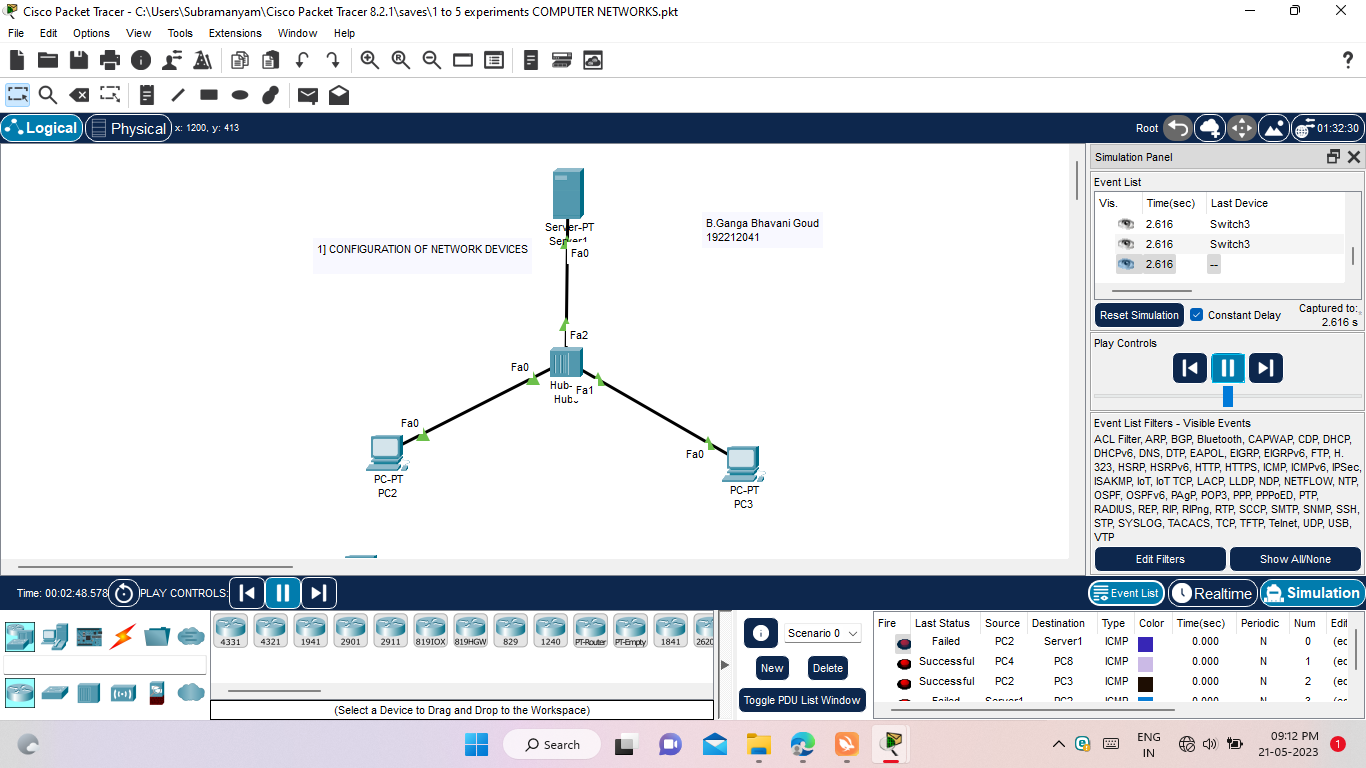 Cisco Packet Tracer - C:\Users\Subramanyam\Cisco Packet Tracer 8.2.1\saves\1 to 5 experiments COMPUTER NETWORKS.pkt
File Edit Options View Tools Extensions Window Help
Logical Physical x: 1200, y: 413 Root 01:32:30
Server-PT
Server1
Fa0
1] CONFIGURATION OF NETWORK DEVICES
B.Ganga Bhavani Goud
192212041
Fa2
Fa0
Hub-
Fa1
Fa0
PC-PT
PC2
Fa0
PC-PT
PC3
Simulation Panel
Event List
Vis. Time(sec) Last Device
2.616 Switch3
2.616 Switch3
2.616 --
Reset Simulation Constant Delay Captured to:
2.616 s
Play Controls
Event List Filters - Visible Events
ACL Filter, ARP, BGP, Bluetooth, CAPWAP, CDP, DHCP,
DHCPv6, DNS, DTP, EAPOL, EIGRP, EIGRPv6, FTP, H.
323, HSRP, HSRPv6, HTTP, HTTPS, ICMP, ICMPv6, IPSec,
ISAKMP, IoT, IoT TCP, LACP, LLDP, NDP, NETFLOW, NTP,
OSPF, OSPFv6, PAgP, POP3, PPP, PPPoED, PTP,
RADIUS, REP, RIP, RIPng, RTP, SCCP, SMTP, SNMP, SSH,
STP, SYSLOG, TACACS, TCP, TFTP, Telnet, UDP, USB,
VTP
Edit Filters Show All/None
Time: 00:02:48.578 PLAY CONTROLS: Event List Realtime Simulation
4331 4321 1941 2901 2911 819IOX 819HGW 829 1240 PT-Router PT-Empty 1841 2620
(Select a Device to Drag and Drop to the Workspace)
Scenario 0
New Delete
Toggle PDU List Window
Fire Last Status Source Destination Type Color Time(sec) Periodic Num Edit
Failed PC2 Server1 ICMP 0.000 N 0 (ec
Successful PC4 PC8 ICMP 0.000 N 1 (ec
Successful PC2 PC3 ICMP 0.000 N 2 (ec
Failed Server1 PC2 ICMP 0.000 N 3
Search
ENG
IN
09:12 PM
21-05-2023
1